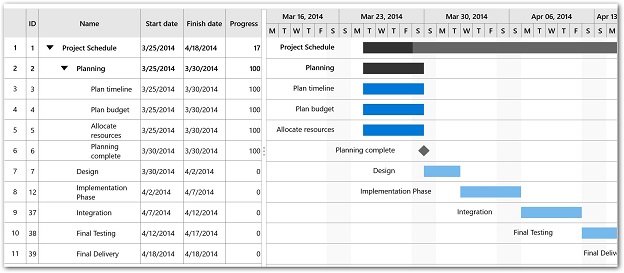 Mar 16, 2014 Mar 23, 2014 Mar 30, 2014 Apr 06, 2014 Apr 13
ID Name Start date Finish date Progress M T W T F S S M T W T F S S M T W T F S S M T W T F S S M T W T F S S M T
1 1 Project Schedule 3/25/2014 4/18/2014 17 Project Schedule
2 2 Planning 3/25/2014 3/30/2014 100 Planning
3 3 Plan timeline 3/25/2014 3/30/2014 100 Plan timeline
4 4 Plan budget 3/25/2014 3/30/2014 100 Plan budget
5 5 Allocate resources 3/25/2014 3/30/2014 100 Allocate resources
6 6 Planning complete 3/30/2014 3/30/2014 100 Planning complete
7 7 Design 3/30/2014 4/2/2014 0 Design
8 12 Implementation Phase 4/2/2014 4/7/2014 0 Implementation Phase
9 37 Integration 4/7/2014 4/12/2014 0 Integration
10 38 Final Testing 4/12/2014 4/17/2014 0 Final Testing
11 39 Final Delivery 4/18/2014 4/18/2014 0 Final Deliv